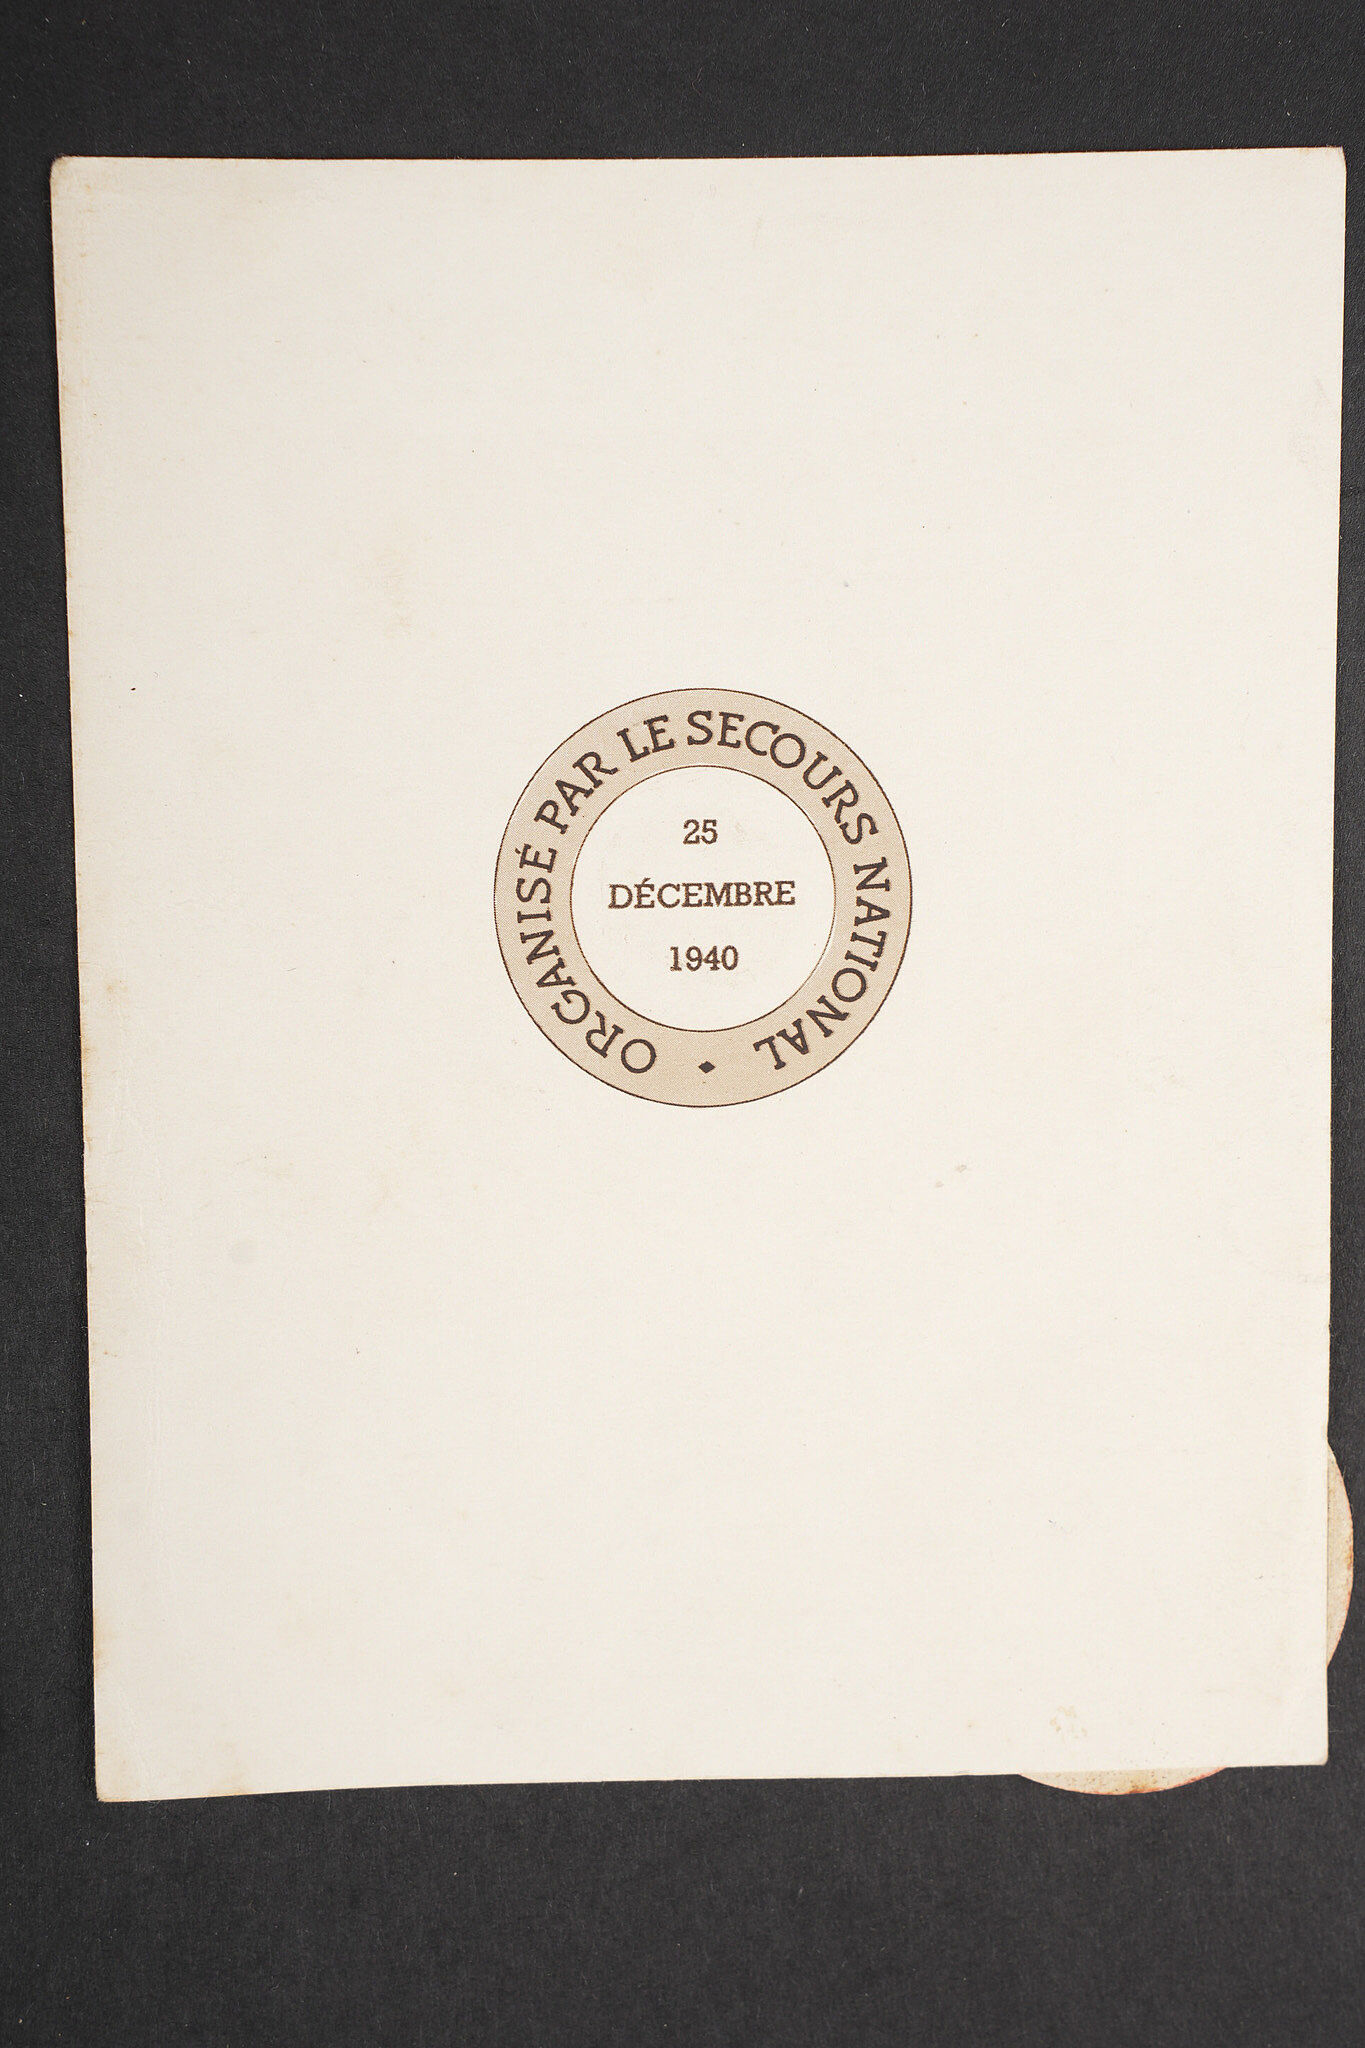 ORGANISÉ PAR LE SECOURS NATIONAL
25
DÉCEMBRE
1940